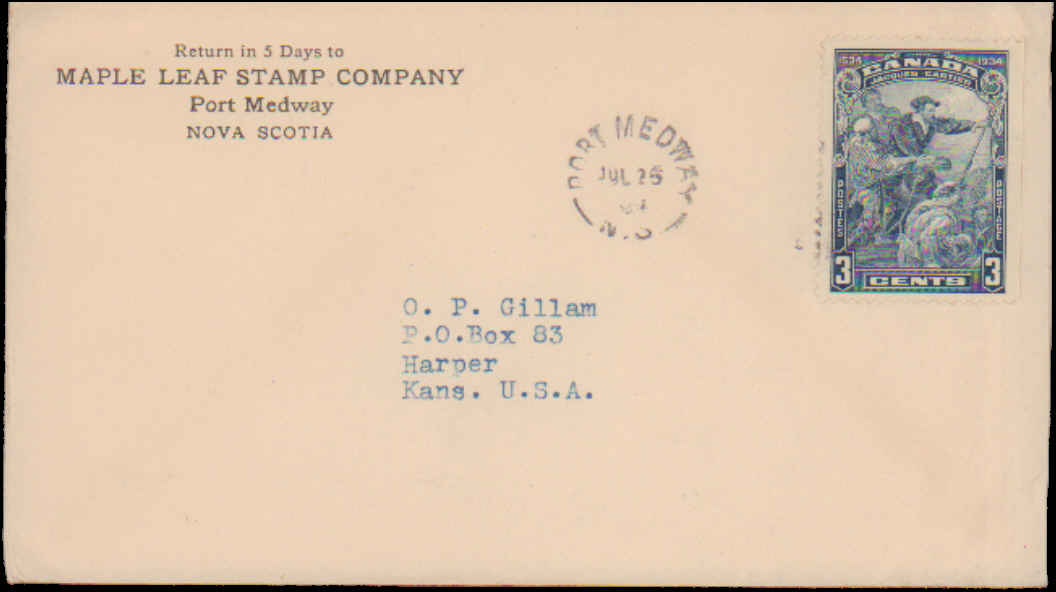 Return in 5 Days to
MAPLE LEAF STAMP COMPANY
Port Medway
NOVA SCOTIA
PORT MEDWAY
JUL 26
N.S.
1534 CANADA 1934
JACQUES CARTIER
POSTES POSTAGE
3 CENTS 3
O. P. Gillam
P.O.Box 83
Harper
Kans. U.S.A.